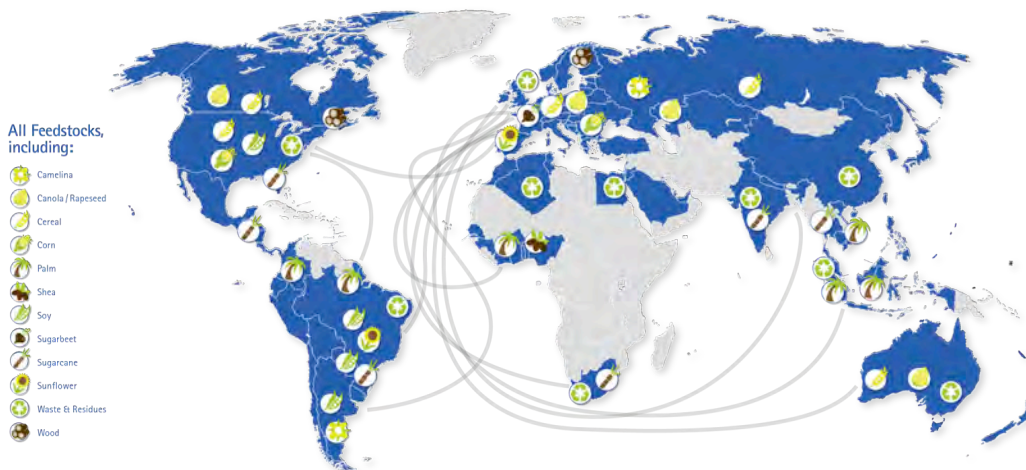 All Feedstocks,
including:
Camelina
Canola / Rapeseed
Cereal
Corn
Palm
Shea
Soy
Sugarbeet
Sugarcane
Sunflower
Waste & Residues
Wood